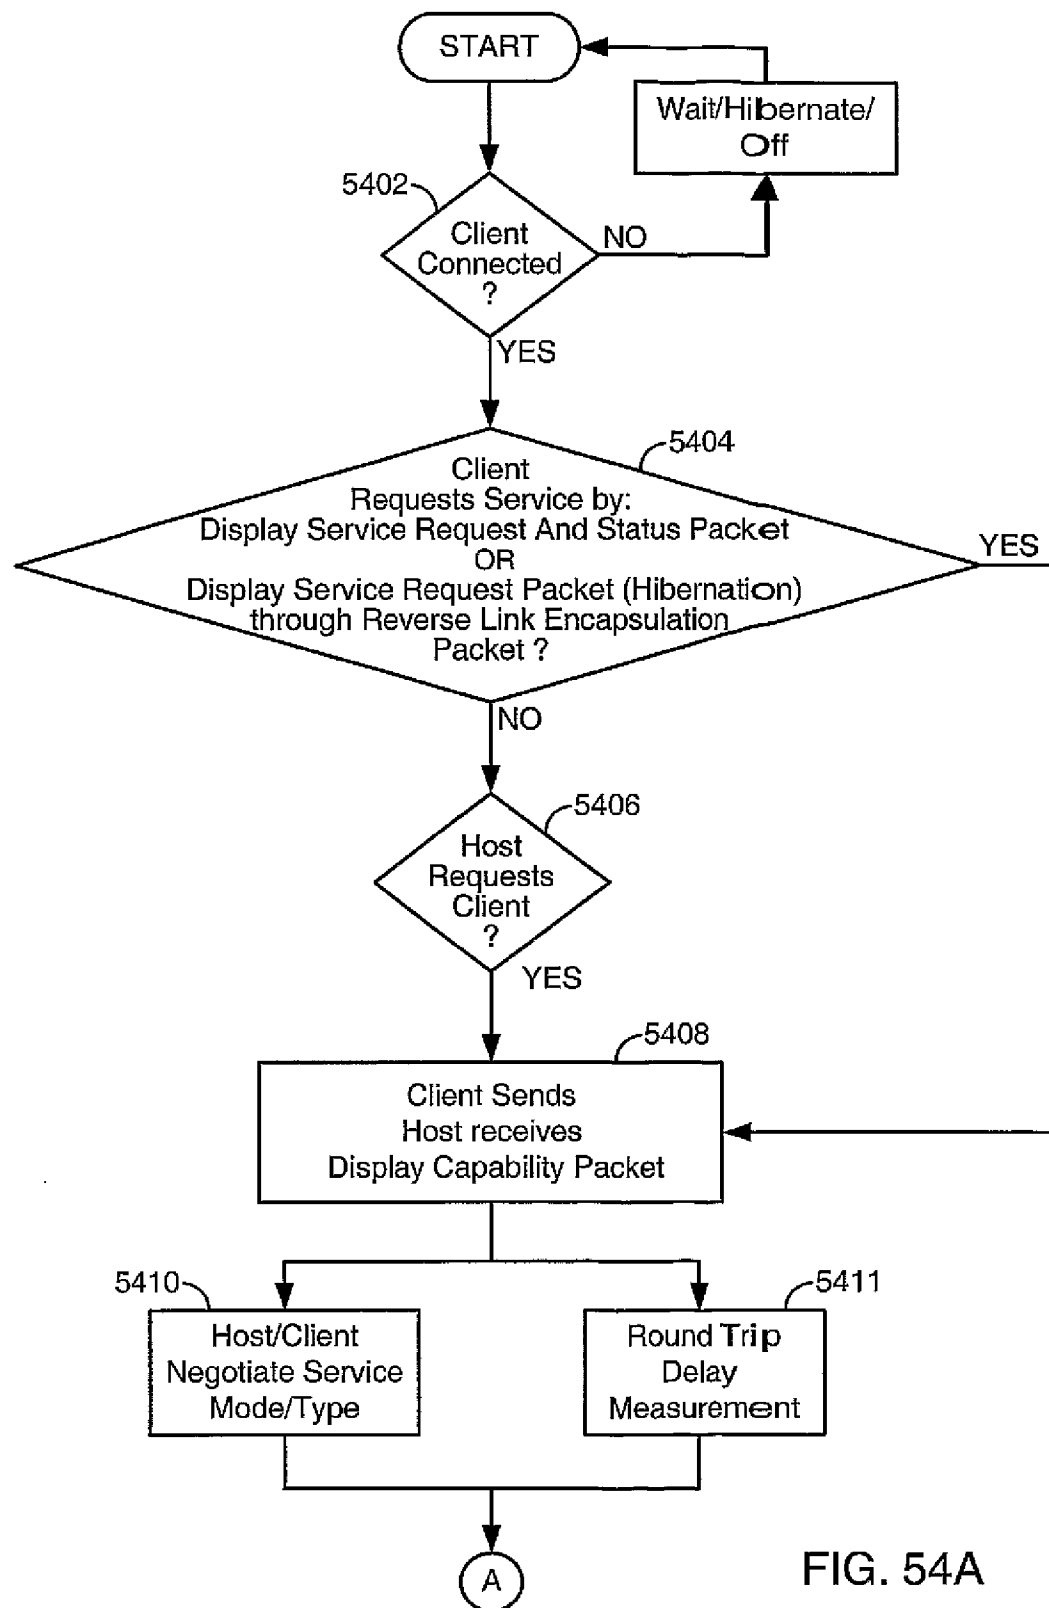 START
Wait/Hibernate/
Off
5402
Client
Connected
?
NO
YES
5404
Client
Requests Service by:
Display Service Request And Status Packet
OR
Display Service Request Packet (Hibernation)
through Reverse Link Encapsulation
Packet ?
YES
NO
5406
Host
Requests
Client
?
YES
5408
Client Sends
Host receives
Display Capability Packet
5410
Host/Client
Negotiate Service
Mode/Type
5411
Round Trip
Delay
Measurement
A
FIG. 54A